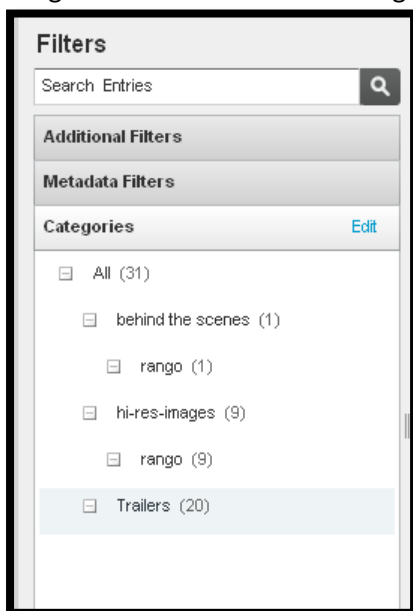 Filters
Search Entries
Additional Filters
Metadata Filters
Categories Edit
All (31)
behind the scenes (1)
rango (1)
hi-res-images (9)
rango (9)
Trailers (20)